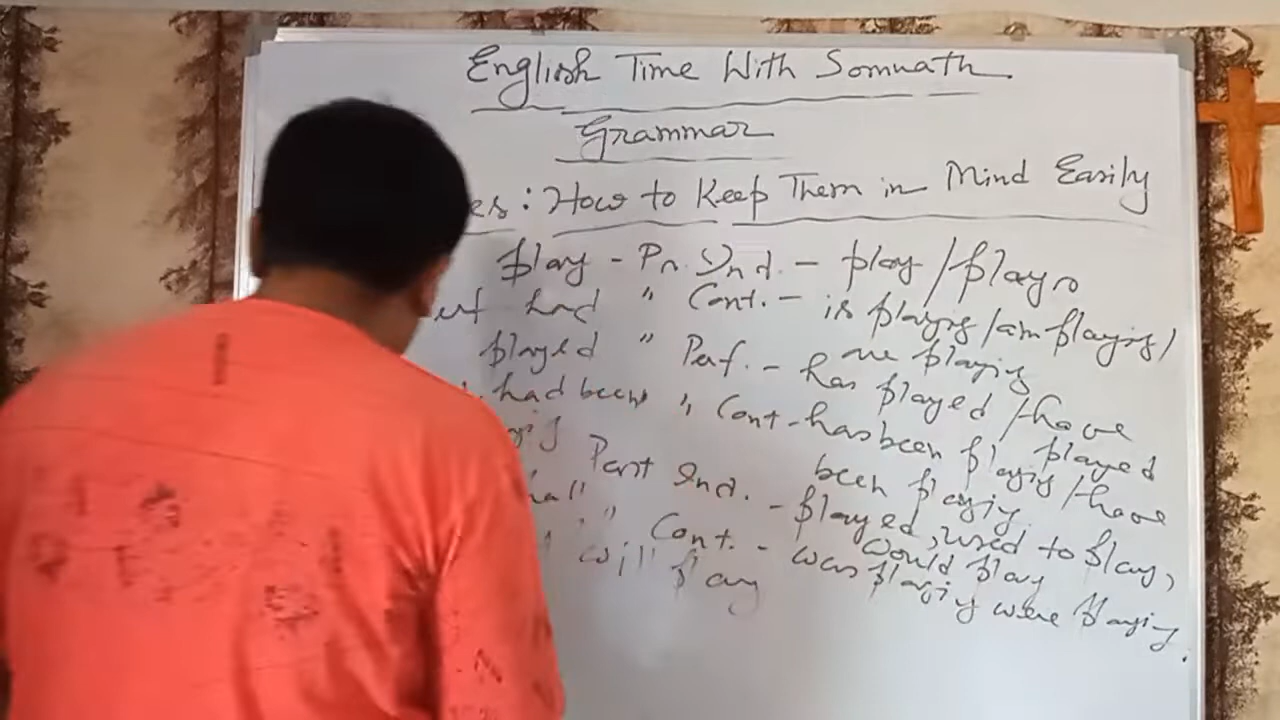 English Time With Somnath
Grammar
es: How to Keep Them in Mind Easily
play - Pr. Ind. - play / plays
had " Cont. - is playing / am playing /
are playing
played " Perf. - has played / have
played
had been " Cont - has been playing / have
been playing
Past Ind. - played, used to play,
would play
" Cont. - was playing were playing.
will play